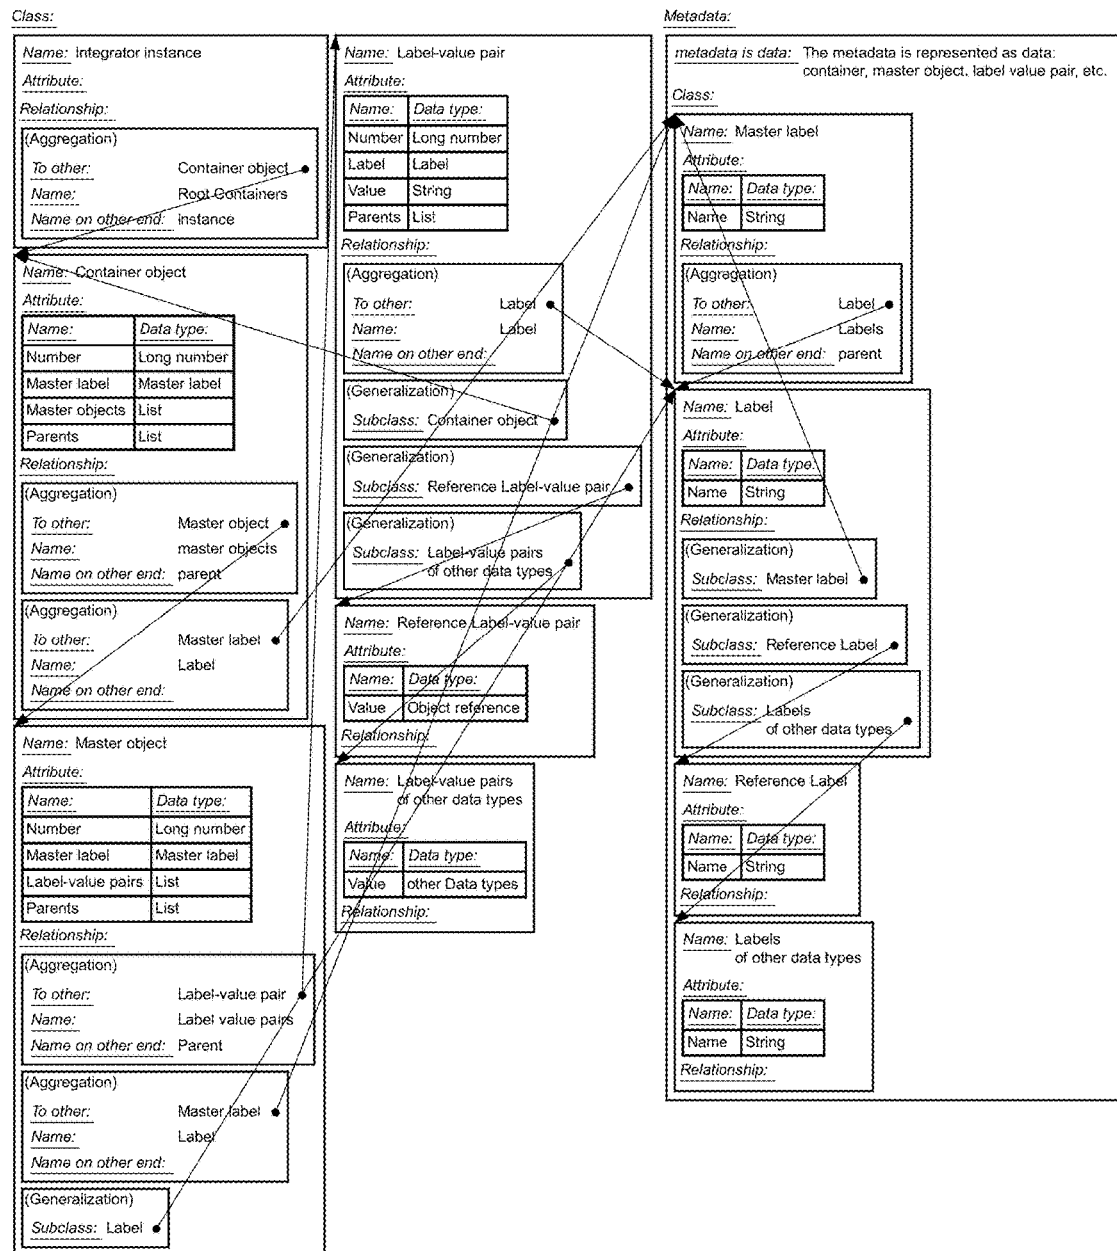 Class:
Name: Integrator instance
Attribute:
Relationship:
(Aggregation)
To other: Container object
Name: Root Containers
Name on other end: instance
Name: Container object
Attribute:
Name: Data type:
Number Long number
Master label Master label
Master objects List
Parents List
Relationship:
(Aggregation)
To other: Master object
Name: master objects
Name on other end: parent
(Aggregation)
To other: Master label
Name: Label
Name on other end:
Name: Master object
Attribute:
Name: Data type:
Number Long number
Master label Master label
Label-value pairs List
Parents List
Relationship:
(Aggregation)
To other: Label-value pair
Name: Label value pairs
Name on other end: Parent
(Aggregation)
To other: Master label
Name: Label
Name on other end:
(Generalization)
Subclass: Label
Name: Label-value pair
Attribute:
Name: Data type:
Number Long number
Label Label
Value String
Parents List
Relationship:
(Aggregation)
To other: Label
Name: Label
Name on other end:
(Generalization)
Subclass: Container object
(Generalization)
Subclass: Reference Label-value pair
(Generalization)
Subclass: Label-value pairs
of other data types
Name: Reference Label-value pair
Attribute:
Name: Data type:
Value Object reference
Relationship:
Name: Label-value pairs
of other data types
Attribute:
Name: Data type:
Value other Data types
Relationship:
Metadata:
metadata is data: The metadata is represented as data:
container, master object, label value pair, etc.
Class:
Name: Master label
Attribute:
Name: Data type:
Name String
Relationship:
(Aggregation)
To other: Label
Name: Labels
Name on other end: parent
Name: Label
Attribute:
Name: Data type:
Name String
Relationship:
(Generalization)
Subclass: Master label
(Generalization)
Subclass: Reference Label
(Generalization)
Subclass: Labels
of other data types
Name: Reference Label
Attribute:
Name: Data type:
Name String
Relationship:
Name: Labels
of other data types
Attribute:
Name: Data type:
Name String
Relationship: